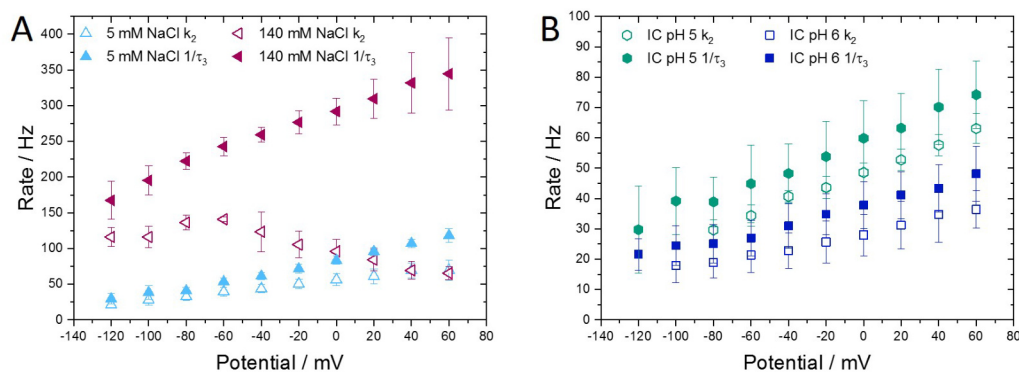 A
5 mM NaCl k2
140 mM NaCl k2
5 mM NaCl 1/τ3
140 mM NaCl 1/τ3
450
400
350
300
250
200
150
100
50
0
Rate / Hz
-140 -120 -100 -80 -60 -40 -20 0 20 40 60 80
Potential / mV
B
IC pH 5 k2
IC pH 6 k2
IC pH 5 1/τ3
IC pH 6 1/τ3
100
90
80
70
60
50
40
30
20
10
0
Rate / Hz
-140 -120 -100 -80 -60 -40 -20 0 20 40 60 80
Potential / mV